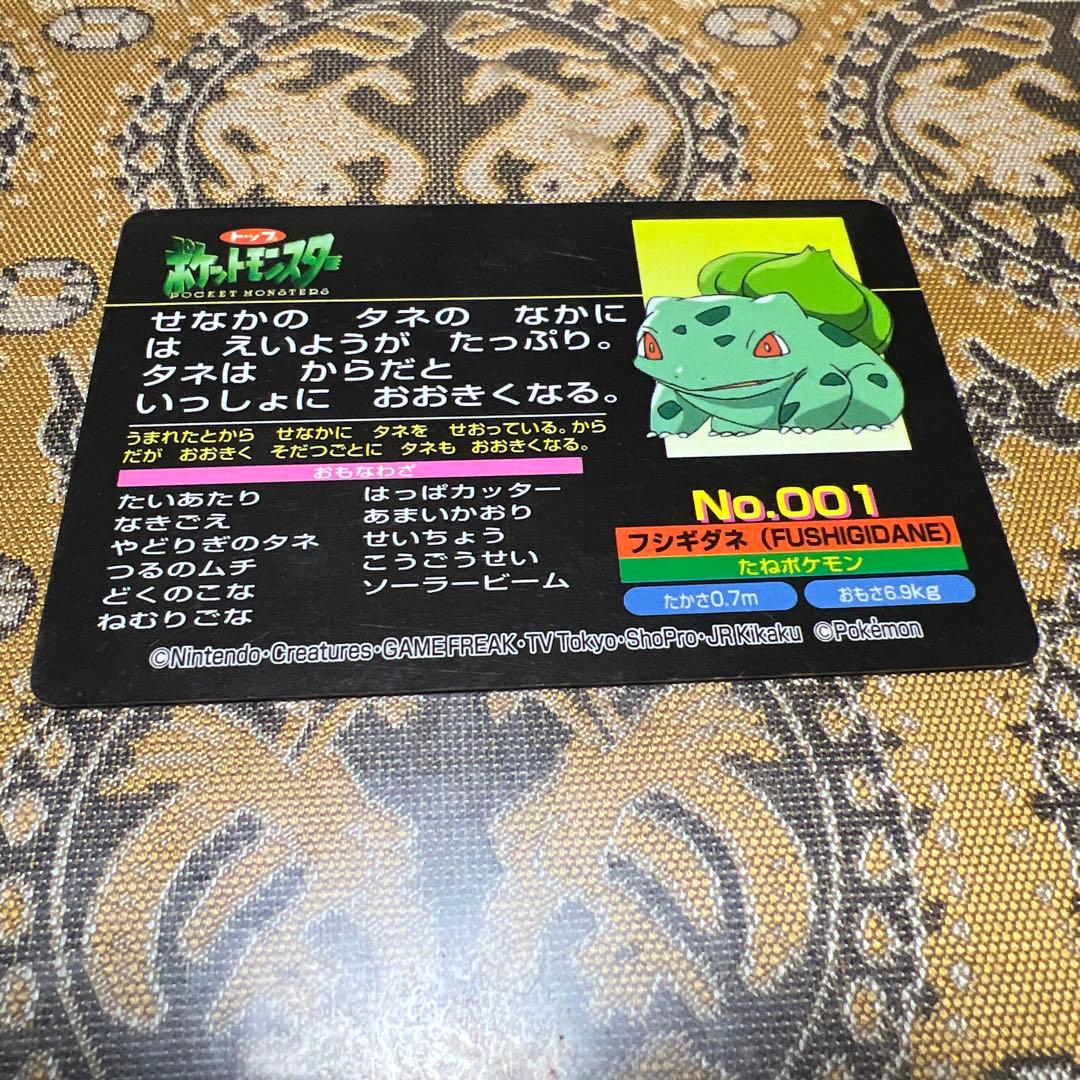 トップ
ポケットモンスター
POCKET MONSTERS
せなかの タネの なかに
は えいようが たっぷり。
タネは からだと
いっしょに おおきくなる。
うまれたとから せなかに タネを せおっている。から
だが おおきく そだつごとに タネも おおきくなる。
おもなわざ
たいあたり
なきごえ
やどりぎのタネ
つるのムチ
どくのこな
ねむりごな
はっぱカッター
あまいかおり
せいちょう
こうごうせい
ソーラービーム
No.001
フシギダネ (FUSHIGIDANE)
たねポケモン
たかさ0.7m
おもさ6.9kg
©Nintendo・Creatures・GAME FREAK・TV Tokyo・ShoPro・JR Kikaku ©Pokémon